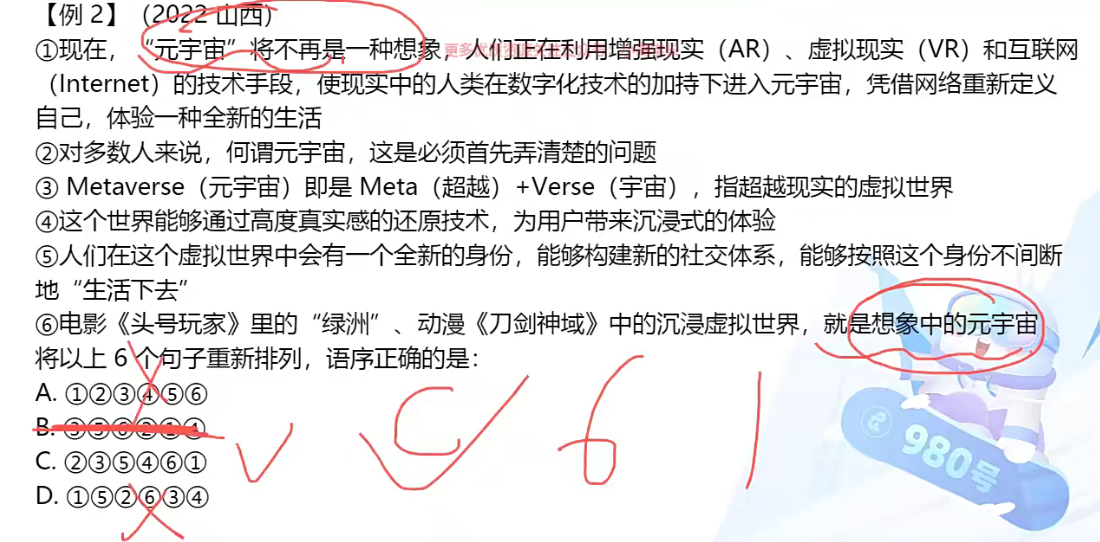 【例 2】(2022 山西)
①现在，“元宇宙”将不再是一种想象，人们正在利用增强现实（AR）、虚拟现实（VR）和互联网
（Internet）的技术手段，使现实中的人类在数字化技术的加持下进入元宇宙，凭借网络重新定义
自己，体验一种全新的生活
②对多数人来说，何谓元宇宙，这是必须首先弄清楚的问题
③ Metaverse（元宇宙）即是 Meta（超越）+Verse（宇宙），指超越现实的虚拟世界
④这个世界能够通过高度真实感的还原技术，为用户带来沉浸式的体验
⑤人们在这个虚拟世界中会有一个全新的身份，能够构建新的社交体系，能够按照这个身份不间断
地“生活下去”
⑥电影《头号玩家》里的“绿洲”、动漫《刀剑神域》中的沉浸虚拟世界，就是想象中的元宇宙
将以上 6 个句子重新排列，语序正确的是：
A. ①②③④⑤⑥
B.
C. ②③⑤④⑥①
D. ①⑤②⑥③④
C 6 1
980号